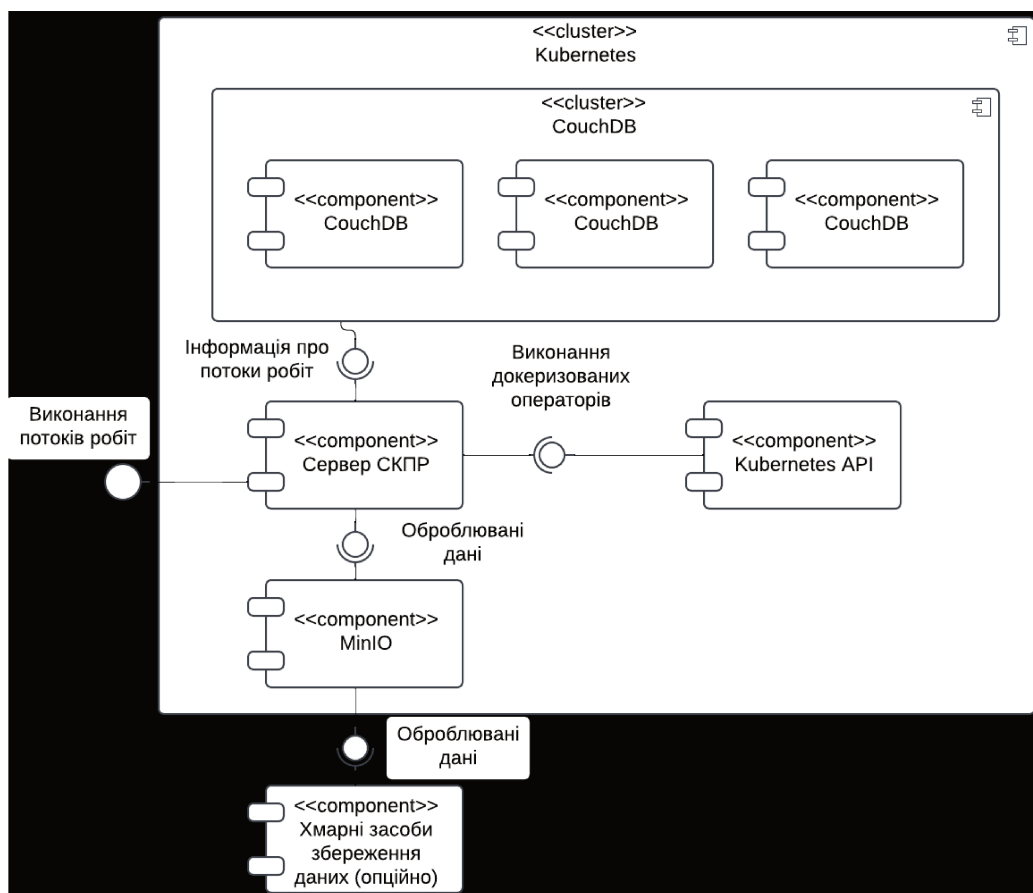 <<cluster>>
Kubernetes
<<cluster>>
CouchDB
<<component>>
CouchDB
<<component>>
CouchDB
<<component>>
CouchDB
Інформація про
потоки робіт
Виконання
докеризованих
операторів
Виконання
потоків робіт
<<component>>
Сервер СКПР
<<component>>
Kubernetes API
Оброблювані
дані
<<component>>
MinIO
Оброблювані
дані
<<component>>
Хмарні засоби
збереження
даних (опційно)